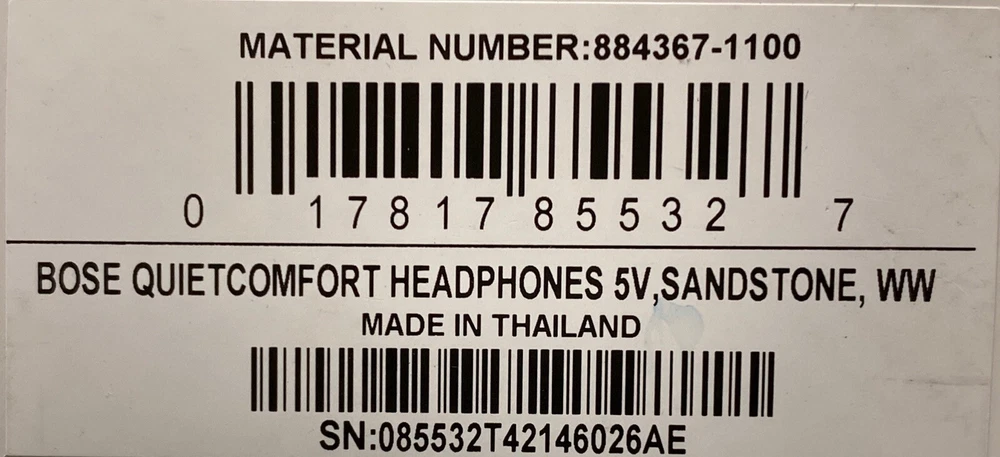 MATERIAL NUMBER:884367-1100
0 17817 85532 7
BOSE QUIETCOMFORT HEADPHONES 5V,SANDSTONE, WW
MADE IN THAILAND
SN:085532T42146026AE